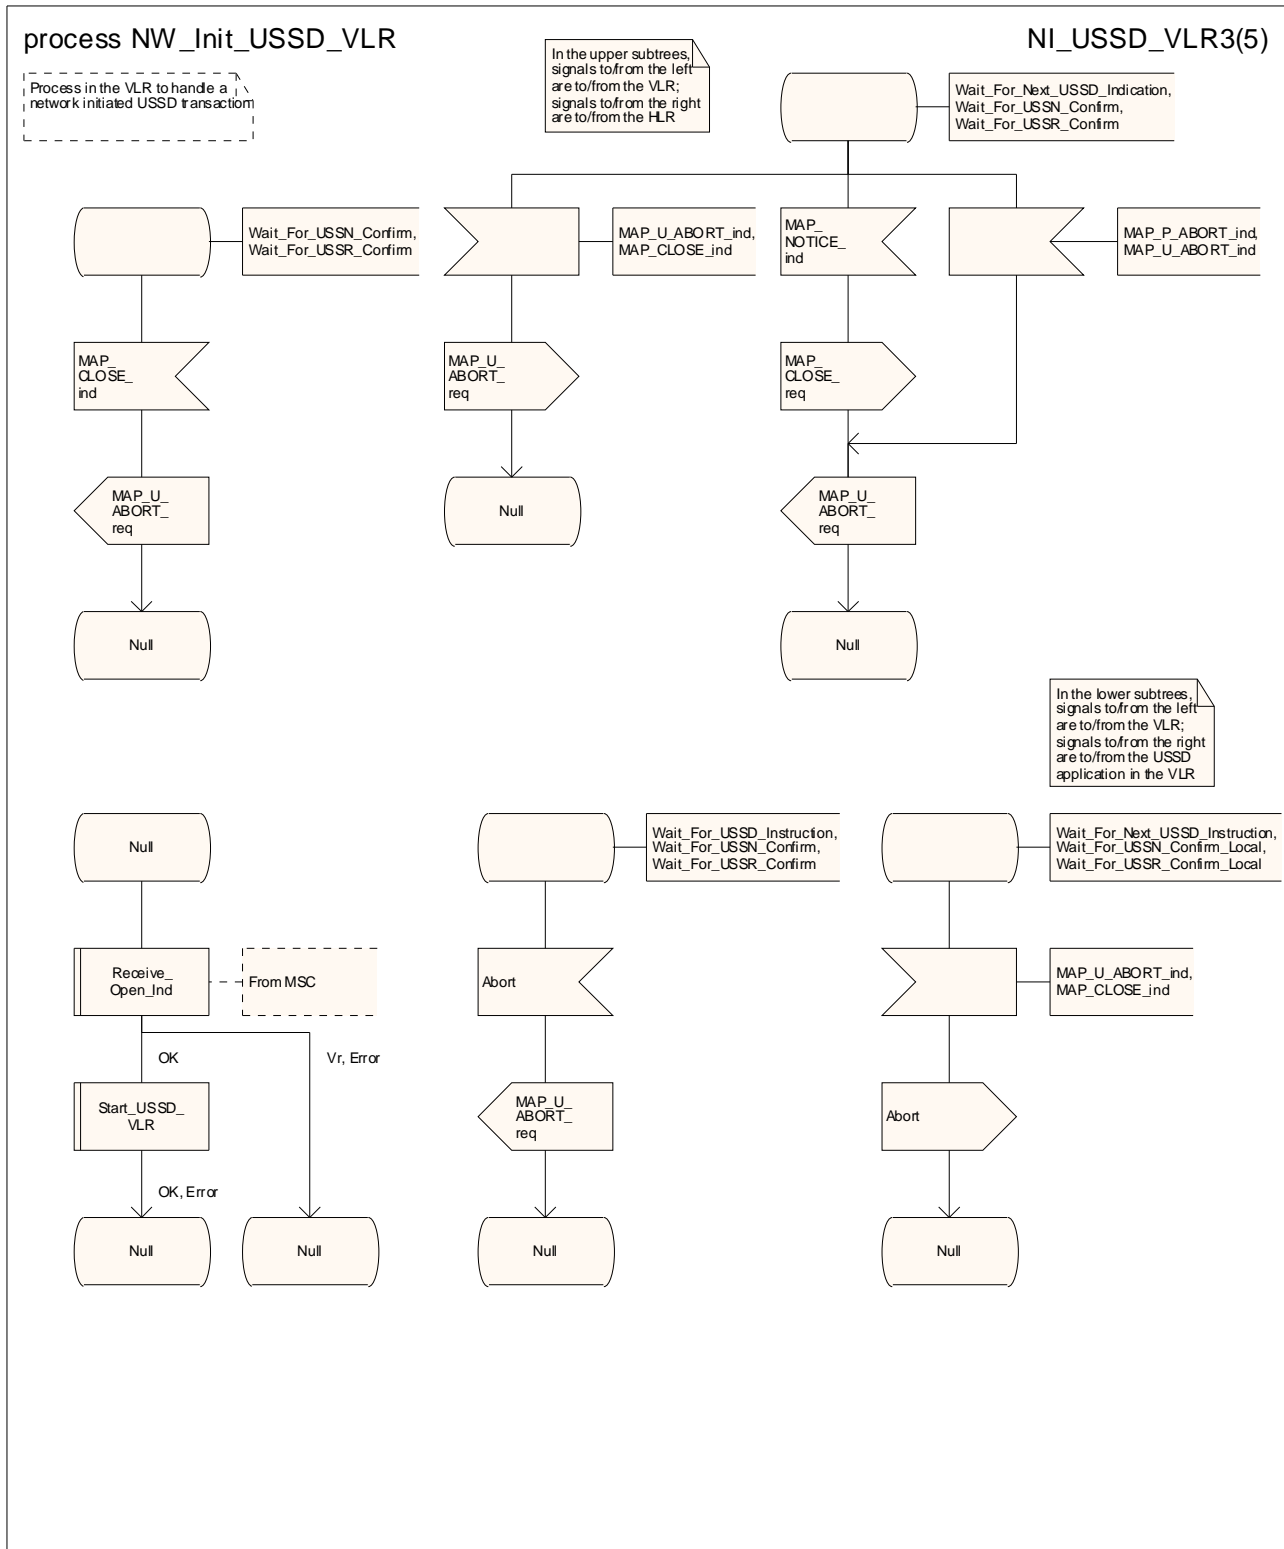 process NW_Init_USSD_VLR
NI_USSD_VLR3(5)
Process in the VLR to handle a
network initiated USSD transaction
In the upper subtrees,
signals to/from the left
are to/from the VLR;
signals to/from the right
are to/from the HLR
Wait_For_Next_USSD_Indication,
Wait_For_USSN_Confirm,
Wait_For_USSR_Confirm
Wait_For_USSN_Confirm,
Wait_For_USSR_Confirm
MAP_U_ABORT_ind,
MAP_CLOSE_ind
MAP_
NOTICE_
ind
MAP_P_ABORT_ind,
MAP_U_ABORT_ind
MAP_
CLOSE_
ind
MAP_U_
ABORT_
req
MAP_
CLOSE_
req
MAP_U_
ABORT_
req
Null
MAP_U_
ABORT_
req
Null
Null
In the lower subtrees,
signals to/from the left
are to/from the VLR;
signals to/from the right
are to/from the USSD
application in the VLR
Null
Wait_For_USSD_Instruction,
Wait_For_USSN_Confirm,
Wait_For_USSR_Confirm
Wait_For_Next_USSD_Instruction,
Wait_For_USSN_Confirm_Local,
Wait_For_USSR_Confirm_Local
Receive_
Open_Ind
From MSC
Abort
MAP_U_ABORT_ind,
MAP_CLOSE_ind
OK
Vr, Error
Start_USSD_
VLR
MAP_U_
ABORT_
req
Abort
OK, Error
Null
Null
Null
Null